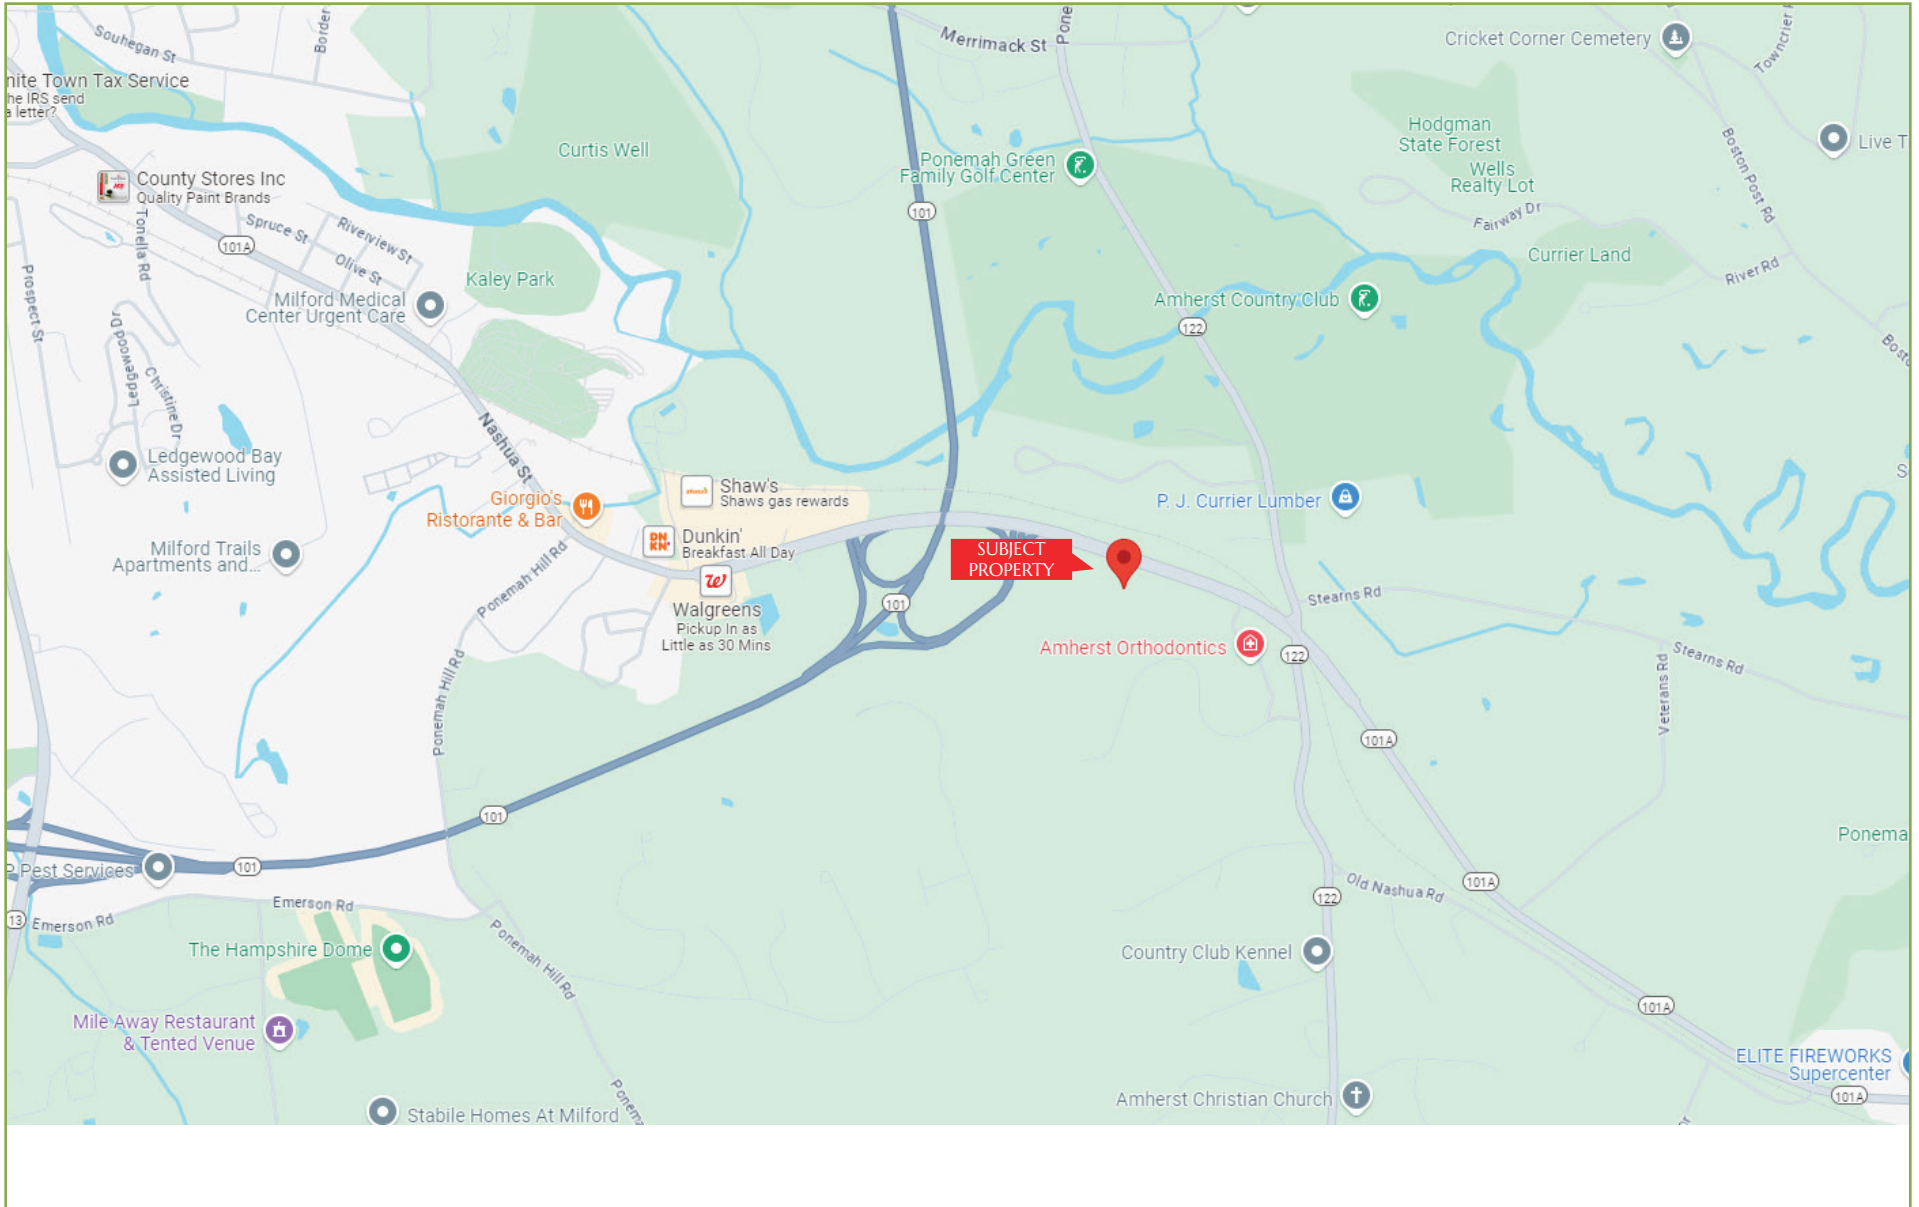 Souhegan St
Border
Merrimack St
Pone
Cricket Corner Cemetery
Towncrier
nite Town Tax Service
he IRS send
a letter?
Curtis Well
Hodgman
State Forest
Wells
Realty Lot
Boston Post Rd
Live T
Ponemah Green
Family Golf Center
County Stores Inc
Quality Paint Brands
Tonella Rd
Spruce St
Riverview St
Olive St
101A
101
Fairway Dr
Currier Land
River Rd
Kaley Park
Prospect St
Milford Medical
Center Urgent Care
Amherst Country Club
122
Ledgewood Dr
Christine Dr
Bost
Nashua St
Ledgewood Bay
Assisted Living
Shaw's
Shaws gas rewards
Giorgio's
Ristorante & Bar
P. J. Currier Lumber
S
DN
KN'
Dunkin'
Breakfast All Day
Milford Trails
Apartments and...
SUBJECT
PROPERTY
Ponemah Hill Rd
W
Walgreens
Pickup In as
Little as 30 Mins
101
Stearns Rd
Amherst Orthodontics
122
Stearns Rd
Ponemah Hill Rd
Veterans Rd
101A
101
Ponema
P Pest Services
101
Emerson Rd
13
Emerson Rd
122
Old Nashua Rd
101A
The Hampshire Dome
Ponemah Hill Rd
Country Club Kennel
Mile Away Restaurant
& Tented Venue
101A
ELITE FIREWORKS
Supercenter
Stabile Homes At Milford
Ponema
Amherst Christian Church
101A